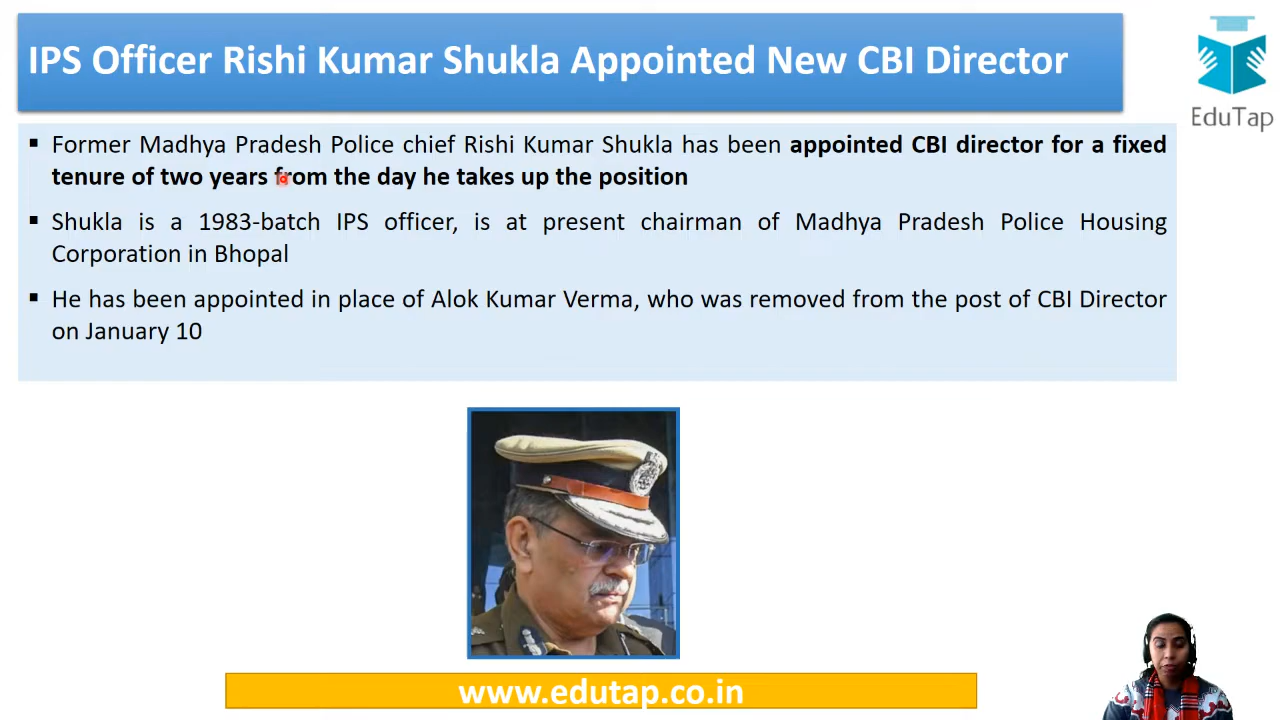 IPS Officer Rishi Kumar Shukla Appointed New CBI Director
EduTap
▪ Former Madhya Pradesh Police chief Rishi Kumar Shukla has been appointed CBI director for a fixed
tenure of two years from the day he takes up the position
▪ Shukla is a 1983-batch IPS officer, is at present chairman of Madhya Pradesh Police Housing
Corporation in Bhopal
▪ He has been appointed in place of Alok Kumar Verma, who was removed from the post of CBI Director
on January 10
www.edutap.co.in